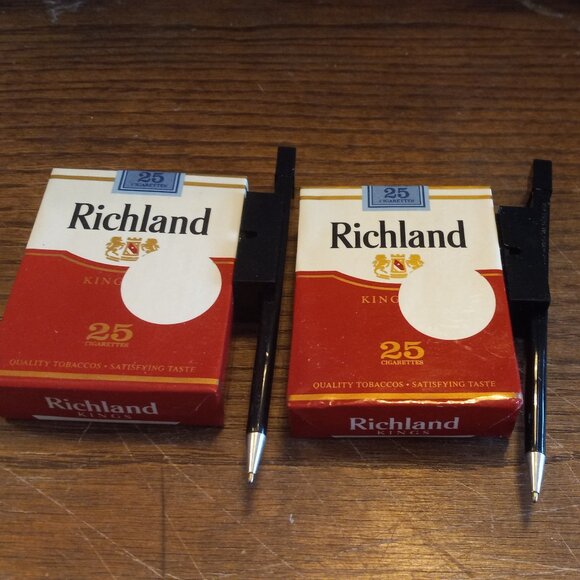 25
CIGARETTES
Richland
KINGS
25
CIGARETTES
QUALITY TOBACCOS • SATISFYING TASTE
Richland
KINGS
25
CIGARETTES
Richland
KING
25
CIGARETTES
QUALITY TOBACCOS • SATISFYING TASTE
Richland
KINGS